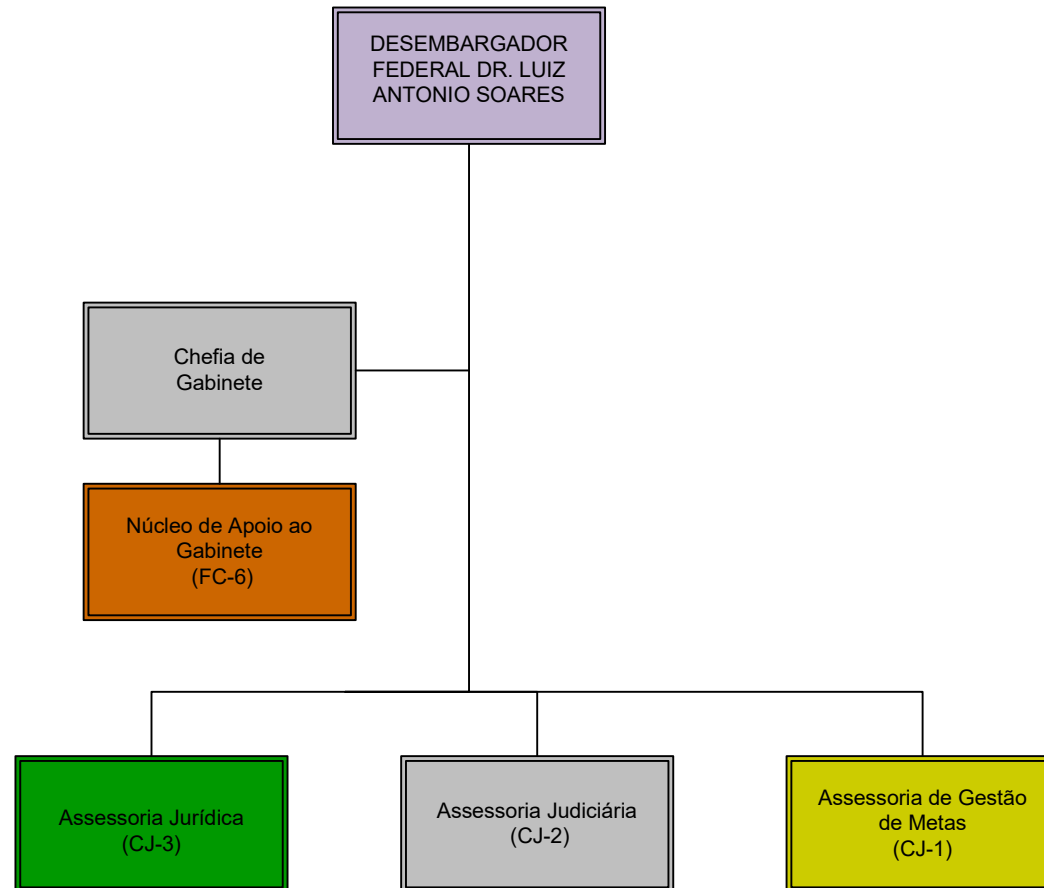 DESEMBARGADOR
FEDERAL DR. LUIZ
ANTONIO SOARES
Chefia de
Gabinete
Núcleo de Apoio ao
Gabinete
(FC-6)
Assessoria Jurídica
(CJ-3)
Assessoria Judiciária
(CJ-2)
Assessoria de Gestão
de Metas
(CJ-1)